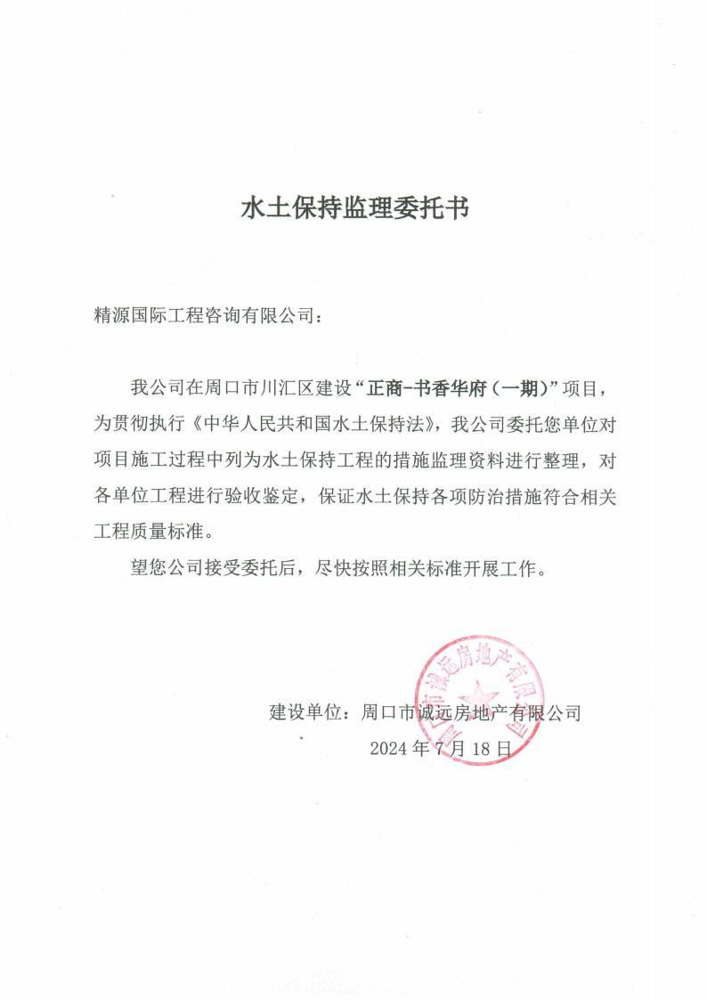 水土保持监理委托书
精源国际工程咨询有限公司：
我公司在周口市川汇区建设“正商-书香华府（一期）”项目，
为贯彻执行《中华人民共和国水土保持法》，我公司委托您单位对
项目施工过程中列为水土保持工程的措施监理资料进行整理，对
各单位工程进行验收鉴定，保证水土保持各项防治措施符合相关
工程质量标准。
望您公司接受委托后，尽快按照相关标准开展工作。
建设单位：周口市诚远房地产有限公司
2024 年 7 月 18 日
周口市诚远房地产有限公司